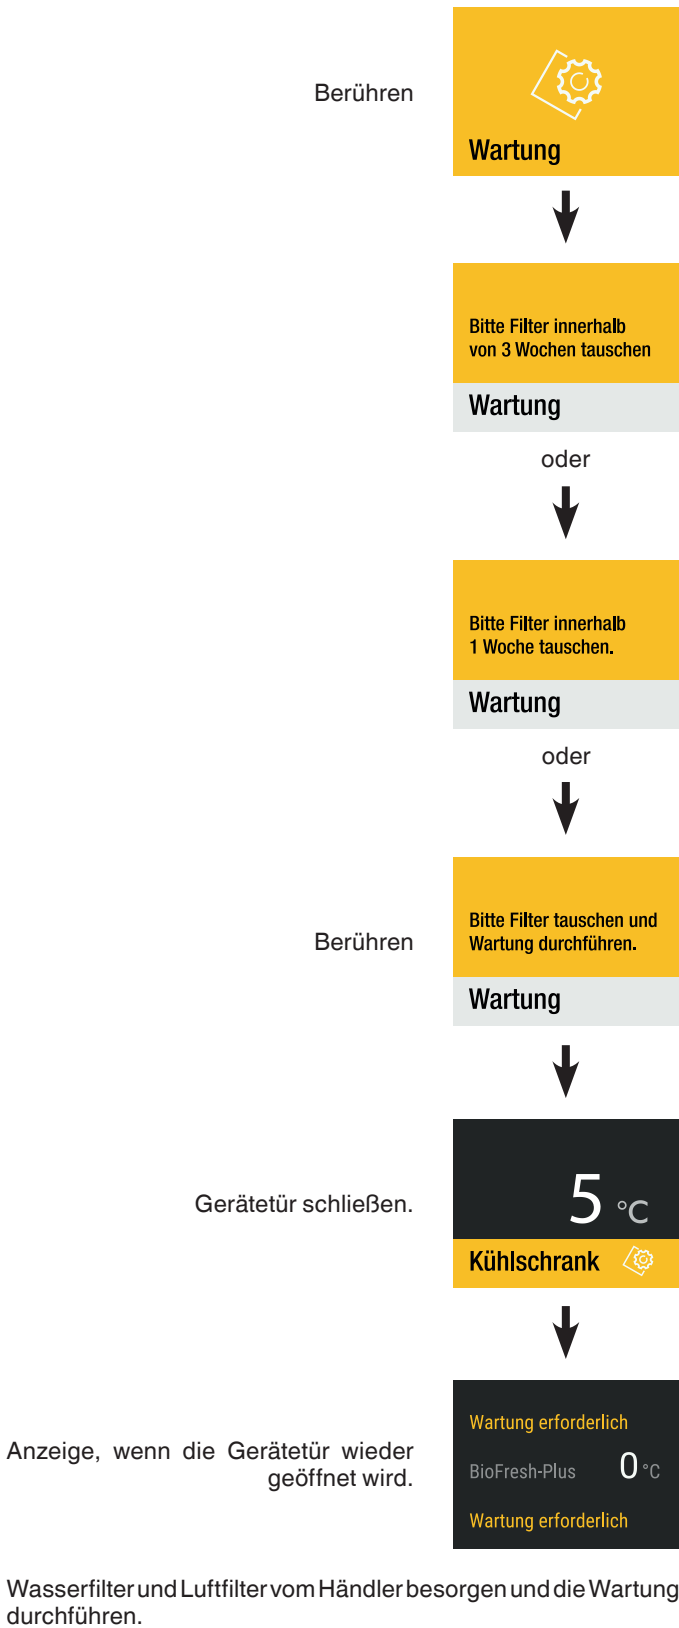 Berühren
Wartung
Bitte Filter innerhalb
von 3 Wochen tauschen
Wartung
oder
Bitte Filter innerhalb
1 Woche tauschen.
Wartung
oder
Berühren
Bitte Filter tauschen und
Wartung durchführen.
Wartung
Gerätetür schließen.
5 °C
Kühlschrank
Anzeige, wenn die Gerätetür wieder
geöffnet wird.
Wartung erforderlich
BioFresh-Plus 0 °C
Wartung erforderlich
Wasserfilter und Luftfilter vom Händler besorgen und die Wartung
durchführen.